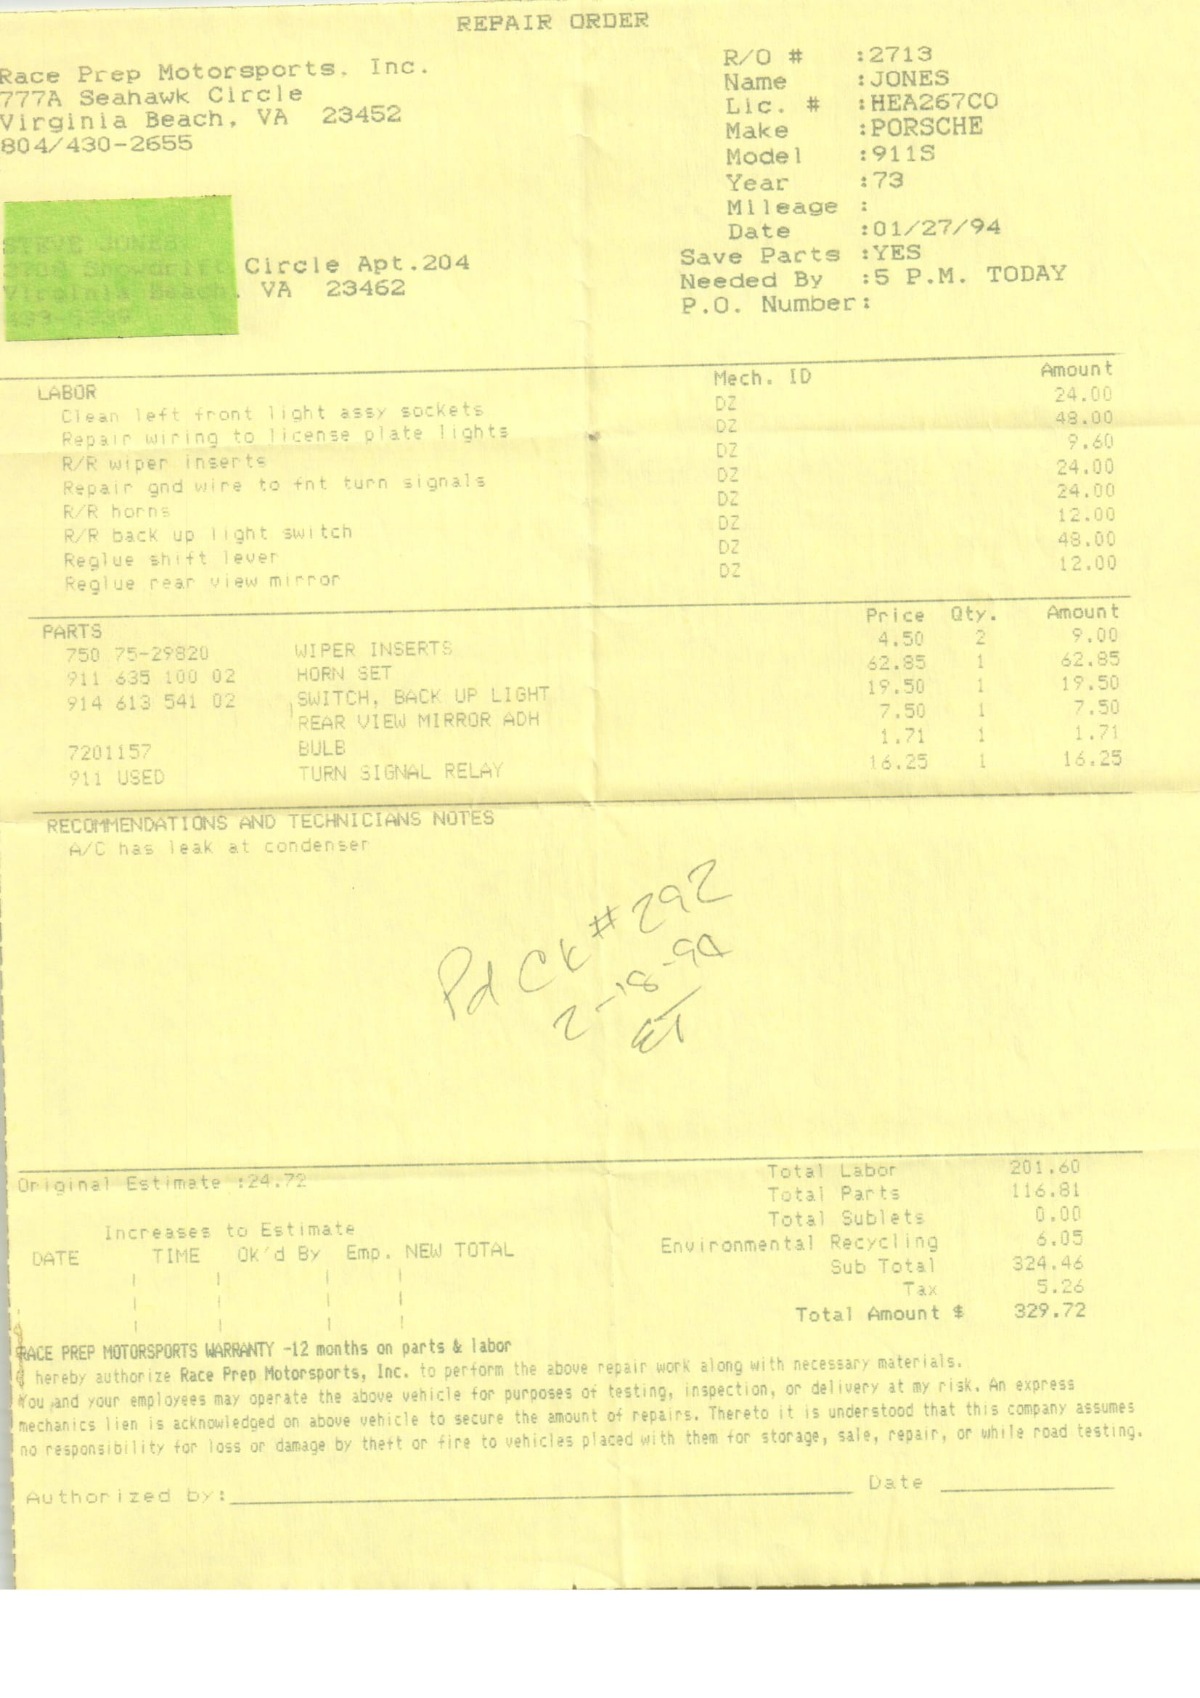 REPAIR ORDER
Race Prep Motorsports, Inc.
777A Seahawk Circle
Virginia Beach, VA 23452
804/430-2655
R/O # :2713
Name :JONES
Lic. # :HEA267CO
Make :PORSCHE
Model :911S
Year :73
Mileage :
Date :01/27/94
Save Parts :YES
Needed By :5 P.M. TODAY
P.O. Number:
STEVE JONES
Circle Apt.204
Virginia Beach, VA 23462
LABOR Mech. ID Amount
Clean left front light assy sockets DZ 24.00
Repair wiring to license plate lights DZ 48.00
R/R wiper inserts DZ 9.60
Repair gnd wire to fnt turn signals DZ 24.00
R/R horns DZ 24.00
R/R back up light switch DZ 12.00
Reglue shift lever DZ 48.00
Reglue rear view mirror DZ 12.00
PARTS Price Qty. Amount
750 75-29820 WIPER INSERTS 4.50 2 9.00
911 635 100 02 HORN SET 62.85 1 62.85
914 613 541 02 SWITCH, BACK UP LIGHT 19.50 1 19.50
REAR VIEW MIRROR ADH 7.50 1 7.50
7201157 BULB 1.71 1 1.71
911 USED TURN SIGNAL RELAY 16.25 1 16.25
RECOMMENDATIONS AND TECHNICIANS NOTES
A/C has leak at condenser
Pd Ck # 292
2-18-94
ET
Original Estimate :24.72
Increases to Estimate
DATE TIME Ok'd By Emp. NEW TOTAL
Total Labor 201.60
Total Parts 116.81
Total Sublets 0.00
Environmental Recycling 6.05
Sub Total 324.46
Tax 5.26
Total Amount $ 329.72
RACE PREP MOTORSPORTS WARRANTY -12 months on parts & labor
hereby authorize Race Prep Motorsports, Inc. to perform the above repair work along with necessary materials.
You and your employees may operate the above vehicle for purposes of testing, inspection, or delivery at my risk. An express
mechanics lien is acknowledged on above vehicle to secure the amount of repairs. Thereto it is understood that this company assumes
no responsibility for loss or damage by theft or fire to vehicles placed with them for storage, sale, repair, or while road testing.
Authorized by: Date